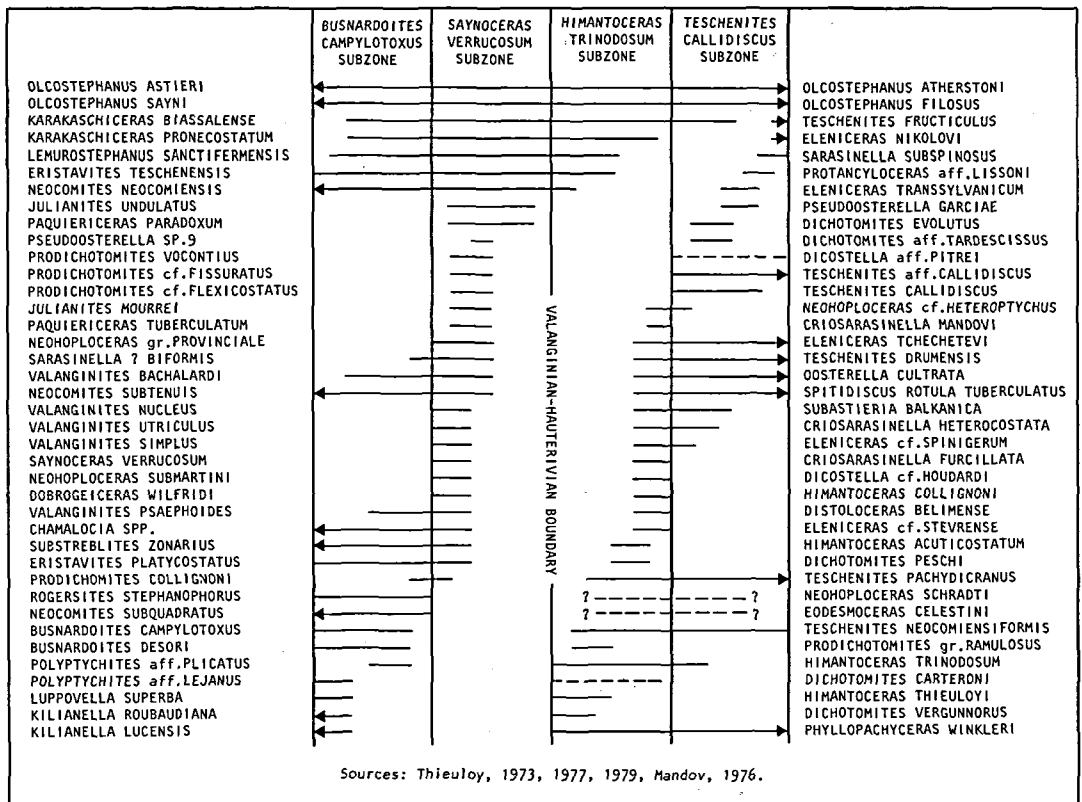 BUSNARDOITES CAMPYLOTOXUS SUBZONE
SAYNOCERAS VERRUCOSUM SUBZONE
HIMANTOCERAS TRINODOSUM SUBZONE
TESCHENITES CALLIDISCUS SUBZONE
OLCOSTEPHANUS ASTIERI
OLCOSTEPHANUS SAYNI
KARAKASCHICERAS BIASSALENSE
KARAKASCHICERAS PRONECOSTATUM
LEMUROSTEPHANUS SANCTIFERMENSIS
ERISTAVITES TESCHENENSIS
NEOCOMITES NEOCOMIENSIS
JULIANITES UNDULATUS
PAQUIERICERAS PARADOXUM
PSEUDOOSTERELLA SP.9
PRODICHOTOMITES VOCONTIUS
PRODICHOTOMITES cf.FISSURATUS
PRODICHOTOMITES cf.FLEXICOSTATUS
JULIANITES MOURREI
PAQUIERICERAS TUBERCULATUM
NEOHOPLOCERAS gr.PROVINCIALE
SARASINELLA ? BIFORMIS
VALANGINITES BACHALARDI
NEOCOMITES SUBTENUIS
VALANGINITES NUCLEUS
VALANGINITES UTRICULUS
VALANGINITES SIMPLUS
SAYNOCERAS VERRUCOSUM
NEOHOPLOCERAS SUBMARTINI
DOBROGEICERAS WILFRIDI
VALANGINITES PSAEPHOIDES
CHAMALOCIA SPP.
SUBSTREBLITES ZONARIUS
ERISTAVITES PLATYCOSTATUS
PRODICHOMITES COLLIGNONI
ROGERSITES STEPHANOPHORUS
NEOCOMITES SUBQUADRATUS
BUSNARDOITES CAMPYLOTOXUS
BUSNARDOITES DESORI
POLYPTYCHITES aff.PLICATUS
POLYPTYCHITES aff.LEJANUS
LUPPOVELLA SUPERBA
KILIANELLA ROUBAUDIANA
KILIANELLA LUCENSIS
VALANGINIAN-HAUTERIVIAN BOUNDARY
? ?
? ?
OLCOSTEPHANUS ATHERSTONI
OLCOSTEPHANUS FILOSUS
TESCHENITES FRUCTICULUS
ELENICERAS NIKOLOVI
SARASINELLA SUBSPINOSUS
PROTANCYLOCERAS aff.LISSONI
ELENICERAS TRANSSYLVANICUM
PSEUDOOSTERELLA GARCIAE
DICHOTOMITES EVOLUTUS
DICHOTOMITES aff.TARDESCISSUS
DICOSTELLA aff.PITREI
TESCHENITES aff.CALLIDISCUS
TESCHENITES CALLIDISCUS
NEOHOPLOCERAS cf.HETEROPTYCHUS
CRIOSARASINELLA MANDOVI
ELENICERAS TCHECHETEVI
TESCHENITES DRUMENSIS
OOSTERELLA CULTRATA
SPITIDISCUS ROTULA TUBERCULATUS
SUBASTIERIA BALKANICA
CRIOSARASINELLA HETEROCOSTATA
ELENICERAS cf.SPINIGERUM
CRIOSARASINELLA FURCILLATA
DICOSTELLA cf.HOUDARDI
HIMANTOCERAS COLLIGNONI
DISTOLOCERAS BELIMENSE
ELENICERAS cf.STEVRENSE
HIMANTOCERAS ACUTICOSTATUM
DICHOTOMITES PESCHI
TESCHENITES PACHYDICRANUS
NEOHOPLOCERAS SCHRADTI
EODESMOCERAS CELESTINI
TESCHENITES NEOCOMIENSIFORMIS
PRODICHOTOMITES gr.RAMULOSUS
HIMANTOCERAS TRINODOSUM
DICHOTOMITES CARTERONI
HIMANTOCERAS THIEULOYI
DICHOTOMITES VERGUNNORUS
PHYLLOPACHYCERAS WINKLERI
Sources: Thieuloy, 1973, 1977, 1979, Mandov, 1976.